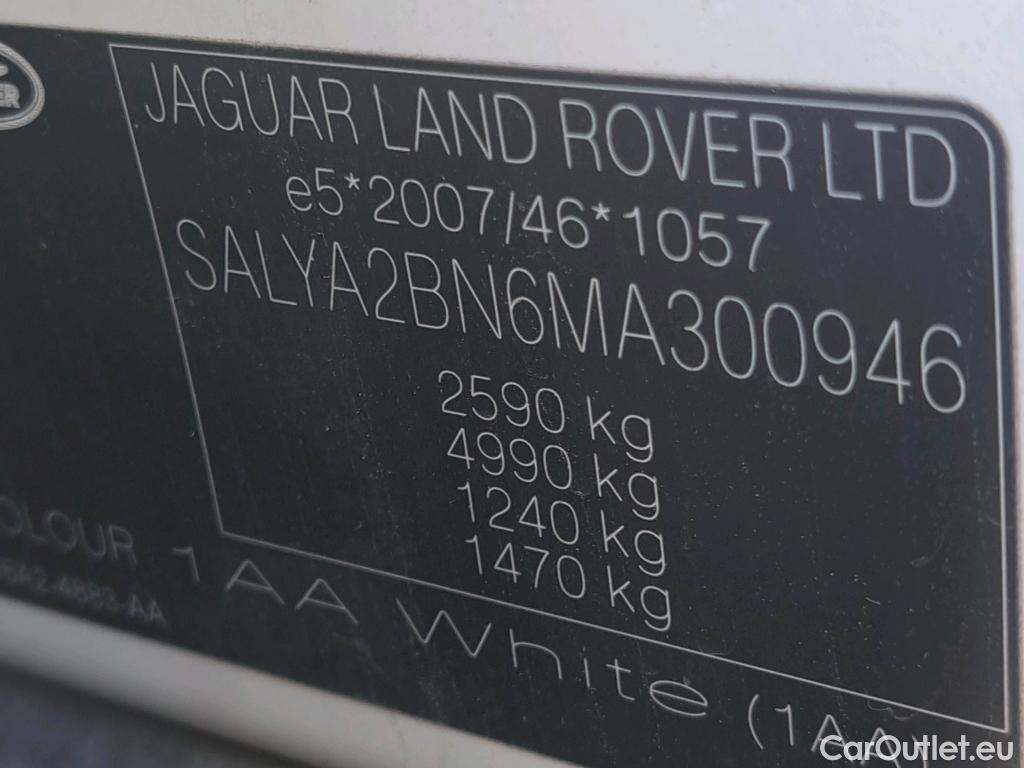 JAGUAR LAND ROVER LTD
e5*2007/46*1057
SALYA2BN6MA300946
2590 kg
4990 kg
1240 kg
1470 kg
OLOUR 1AA White (1AA)
CarOutlet.eu